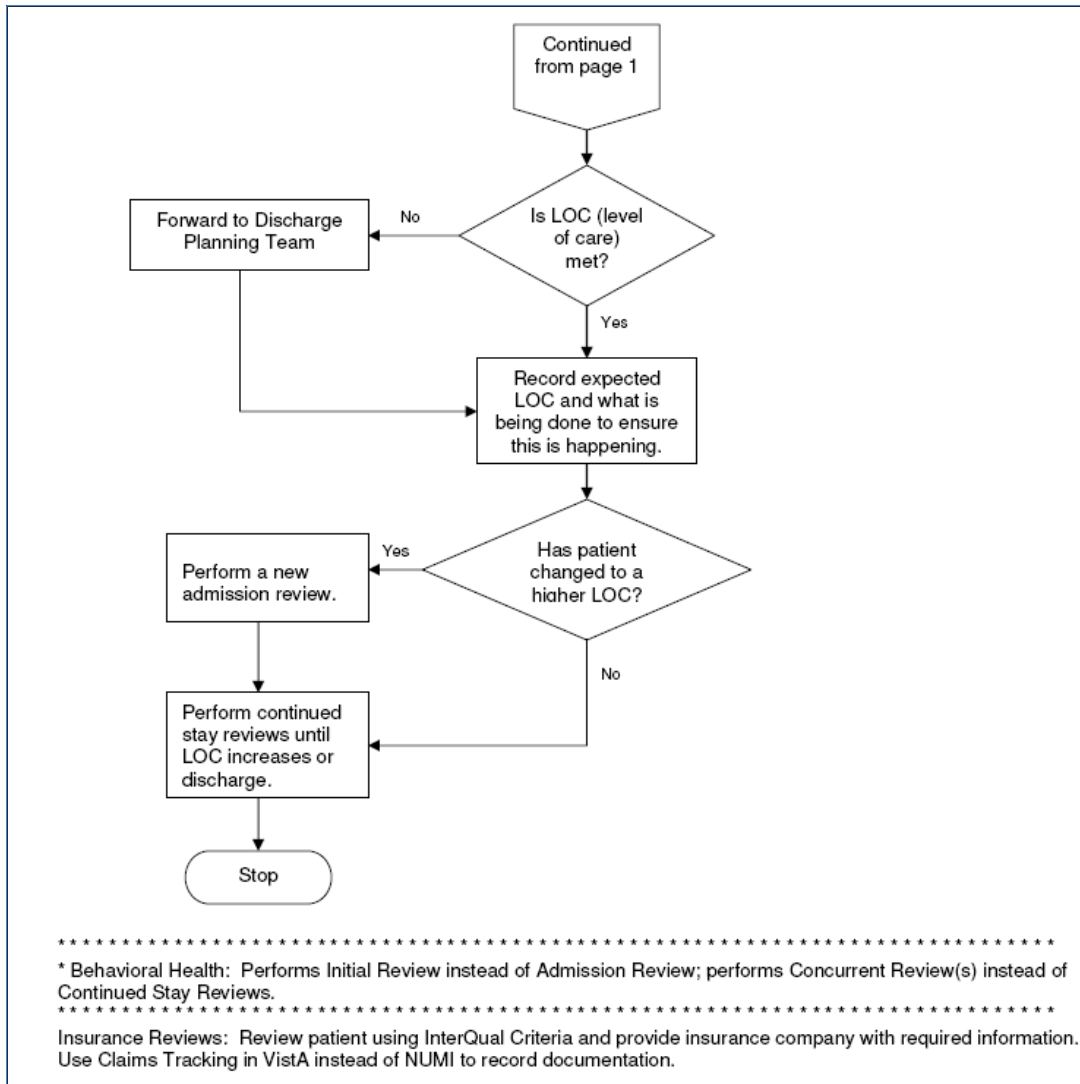 Continued
from page 1
Is LOC (level
of care)
met?
No
Forward to Discharge
Planning Team
Yes
Record expected
LOC and what is
being done to ensure
this is happening.
Has patient
changed to a
higher LOC?
Yes
Perform a new
admission review.
No
Perform continued
stay reviews until
LOC increases or
discharge.
Stop
* * * * * * * * * * * * * * * * * * * * * * * * * * * * * * * * * * * * * * * * * * * * * * * * * * * * * * * * * * * * * * * * * * * * * * * * * * * * * *
* Behavioral Health: Performs Initial Review instead of Admission Review; performs Concurrent Review(s) instead of
Continued Stay Reviews.
* * * * * * * * * * * * * * * * * * * * * * * * * * * * * * * * * * * * * * * * * * * * * * * * * * * * * * * * * * * * * * * * * * * * * * * * * * * * * *
Insurance Reviews: Review patient using InterQual Criteria and provide insurance company with required information.
Use Claims Tracking in VistA instead of NUMI to record documentation.